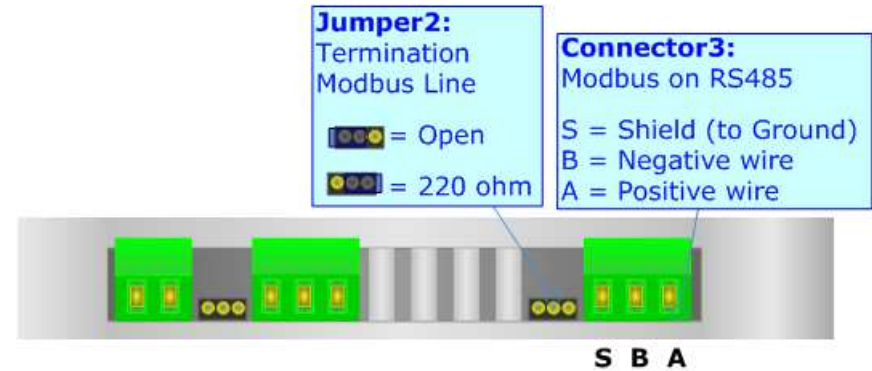 Jumper2:
Termination
Modbus Line
= Open
= 220 ohm
Connector3:
Modbus on RS485
S = Shield (to Ground)
B = Negative wire
A = Positive wire
S B A